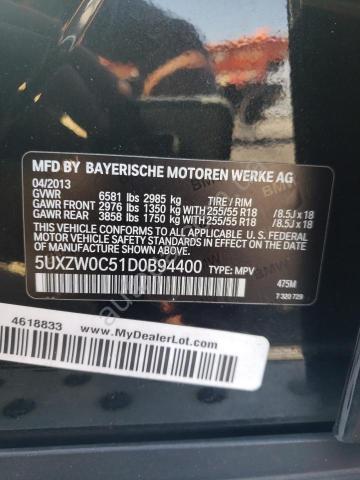 MFD BY BAYERISCHE MOTOREN WERKE AG
04/2013
GVWR 6581 lbs 2985 kg TIRE / RIM
GAWR FRONT 2976 lbs 1350 kg 255/55 R18 / 8.5J x 18
GAWR REAR 3858 lbs 1750 kg 255/55 R18 / 8.5J x 18
THIS VEHICLE CONFORMS TO ALL APPLICABLE U.S. FEDERAL
MOTOR VEHICLE SAFETY STANDARDS IN EFFECT
ON THE DATE OF MANUFACTURE SHOWN ABOVE.
5UXZW0C51D0B94400 TYPE: MPV 475M
7 320 729
4618833
www.MyDealerLot.com